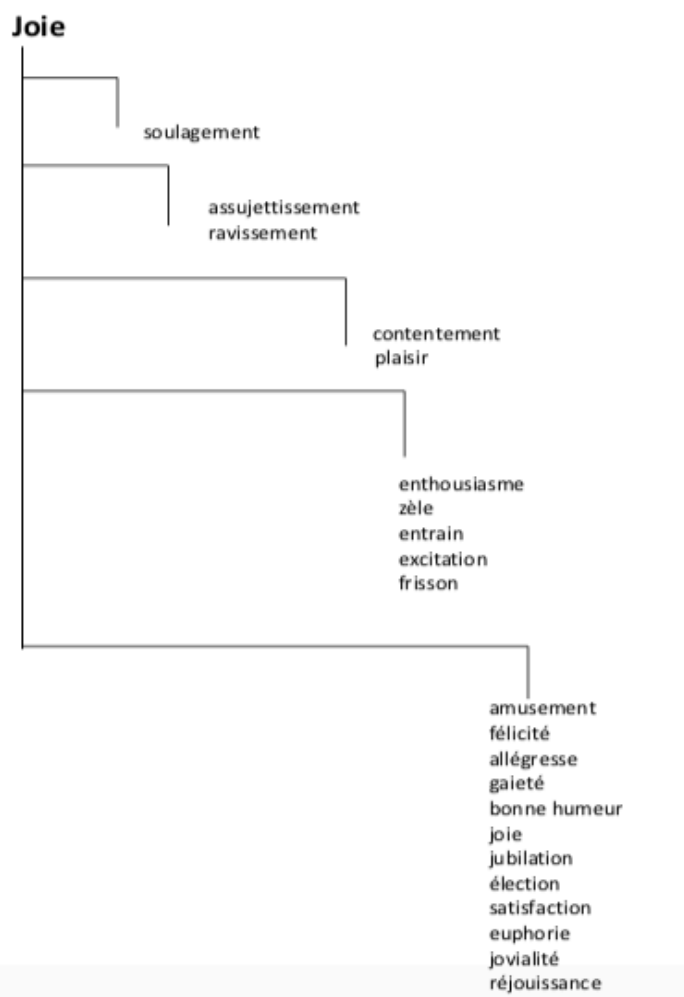 Joie
soulagement
assujettissement
ravissement
contentement
plaisir
enthousiasme
zèle
entrain
excitation
frisson
amusement
félicité
allégresse
gaieté
bonne humeur
joie
jubilation
élection
satisfaction
euphorie
jovialité
réjouissance